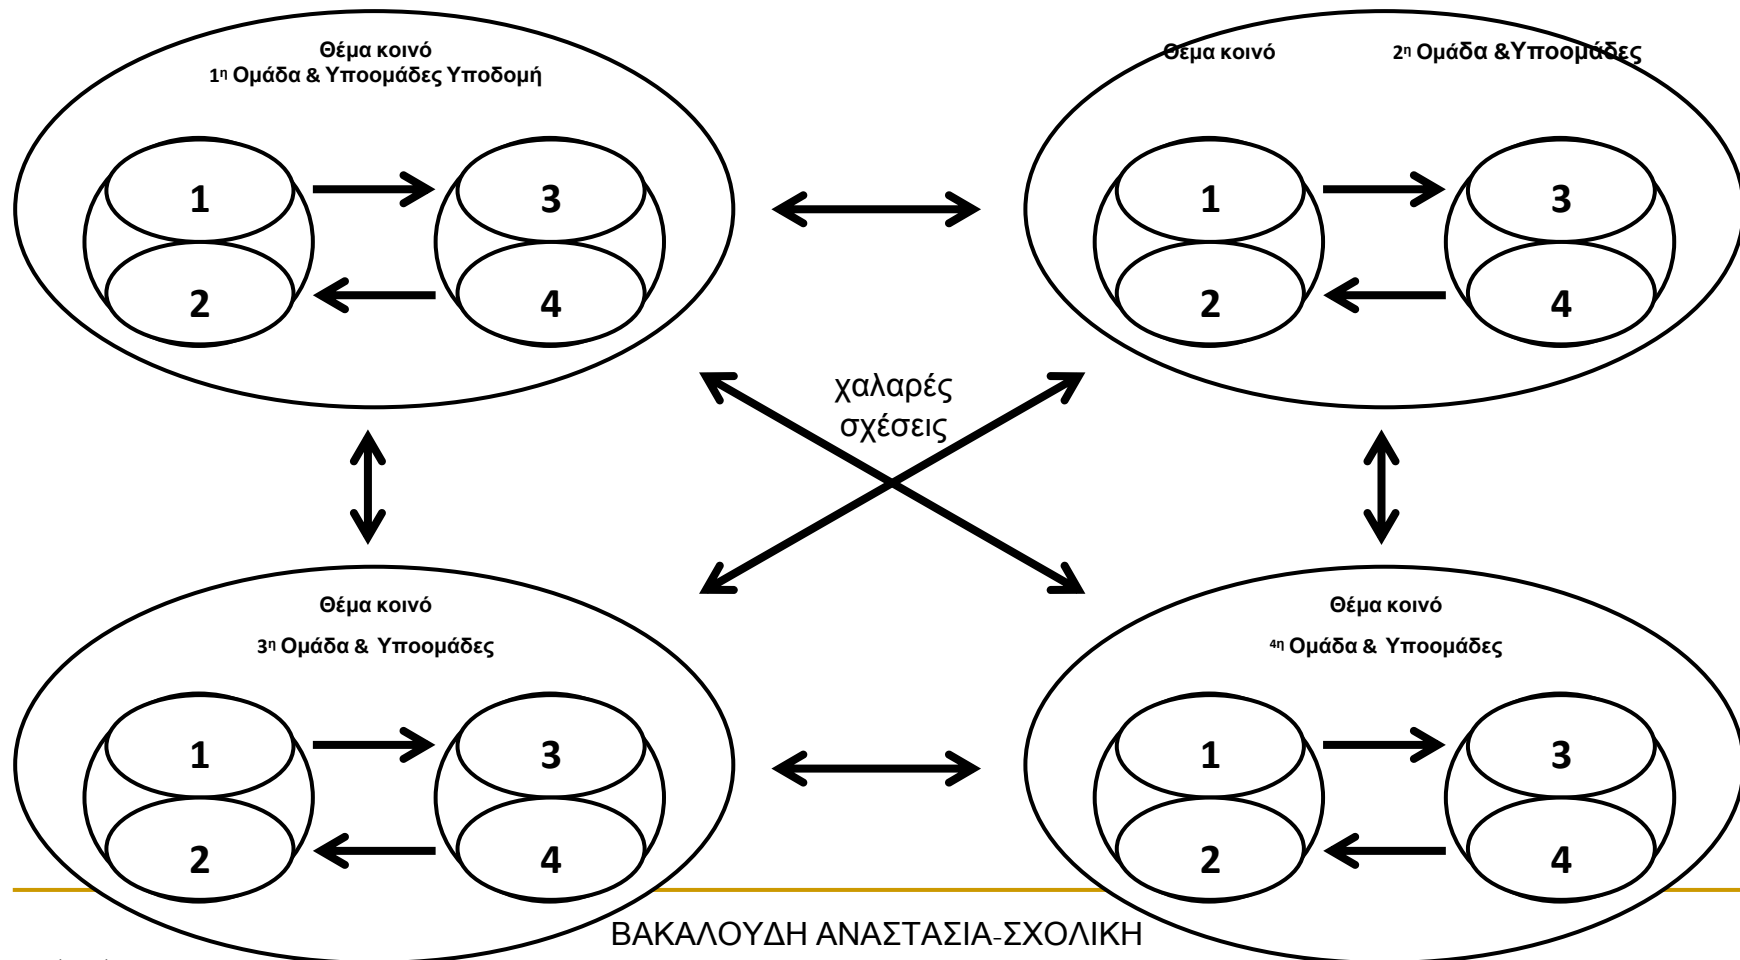 Θέμα κοινό
1η Ομάδα & Υποομάδες Υποδομή
1
3
2
4
Θέμα κοινό 2η Ομάδα &Υποομάδες
1
3
2
4
χαλαρές
σχέσεις
Θέμα κοινό
3η Ομάδα & Υποομάδες
1
3
2
4
Θέμα κοινό
4η Ομάδα & Υποομάδες
1
3
2
4
ΒΑΚΑΛΟΥΔΗ ΑΝΑΣΤΑΣΙΑ-ΣΧΟΛΙΚΗ